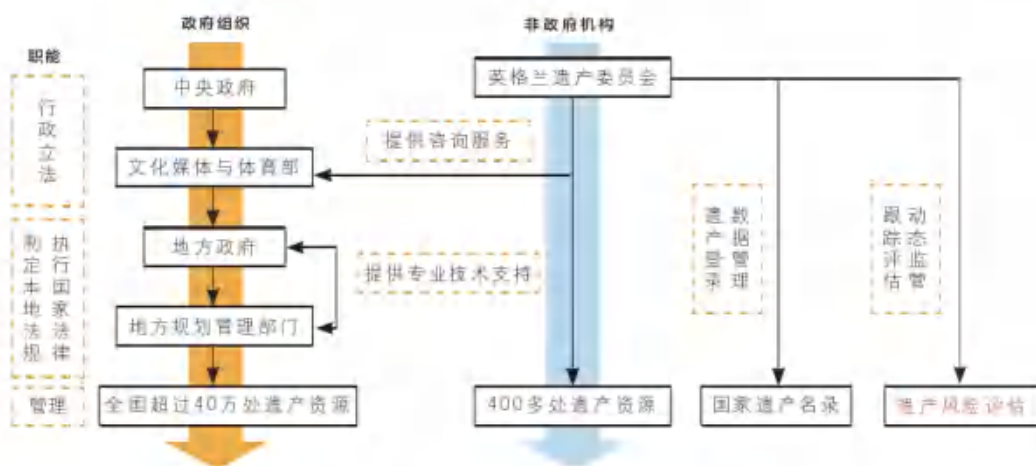 政府组织
非政府机构
职能
中央政府
英格兰遗产委员会
行政立法
提供咨询服务
文化媒体与体育部
执行国家法律
制定本地法规
地方政府
提供专业技术支持
数据管理
遗产登录
动态监管
跟踪评估
地方规划管理部门
管理
全国超过40万处遗产资源
400多处遗产资源
国家遗产名录
遗产风险评估